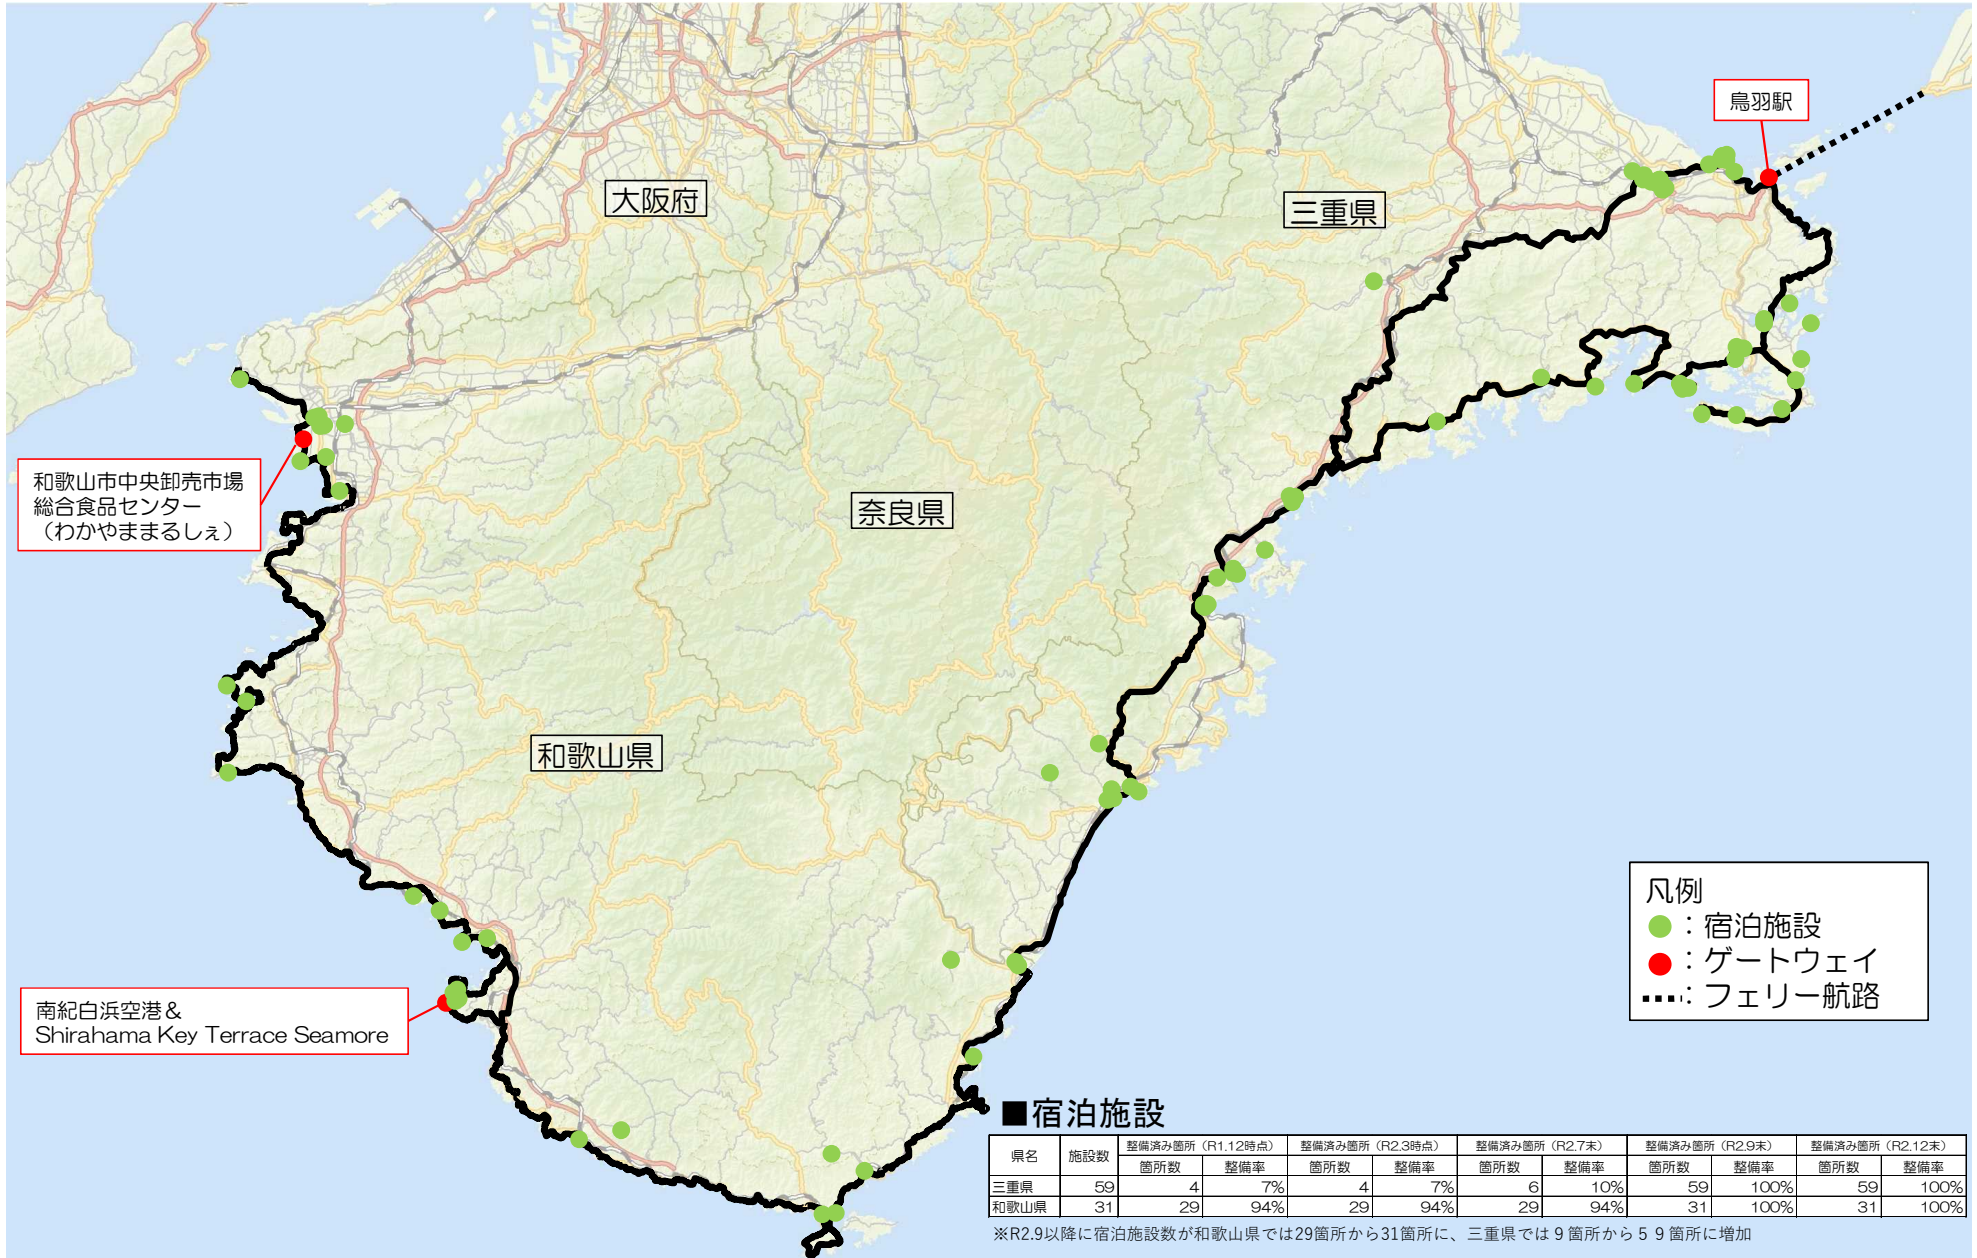 鳥羽駅
大阪府
三重県
和歌山市中央卸売市場
総合食品センター
（わかやままるしぇ）
奈良県
和歌山県
凡例
：宿泊施設
：ゲートウェイ
：フェリー航路
南紀白浜空港＆
Shirahama Key Terrace Seamore
■宿泊施設
県名 施設数 整備済み箇所（R1.12時点） 整備済み箇所（R2.3時点） 整備済み箇所（R2.7末） 整備済み箇所（R2.9末） 整備済み箇所（R2.12末）
箇所数 整備率 箇所数 整備率 箇所数 整備率 箇所数 整備率 箇所数 整備率
三重県 59 4 7% 4 7% 6 10% 59 100% 59 100%
和歌山県 31 29 94% 29 94% 29 94% 31 100% 31 100%
※R2.9以降に宿泊施設数が和歌山県では29箇所から31箇所に、三重県では９箇所から５９箇所に増加